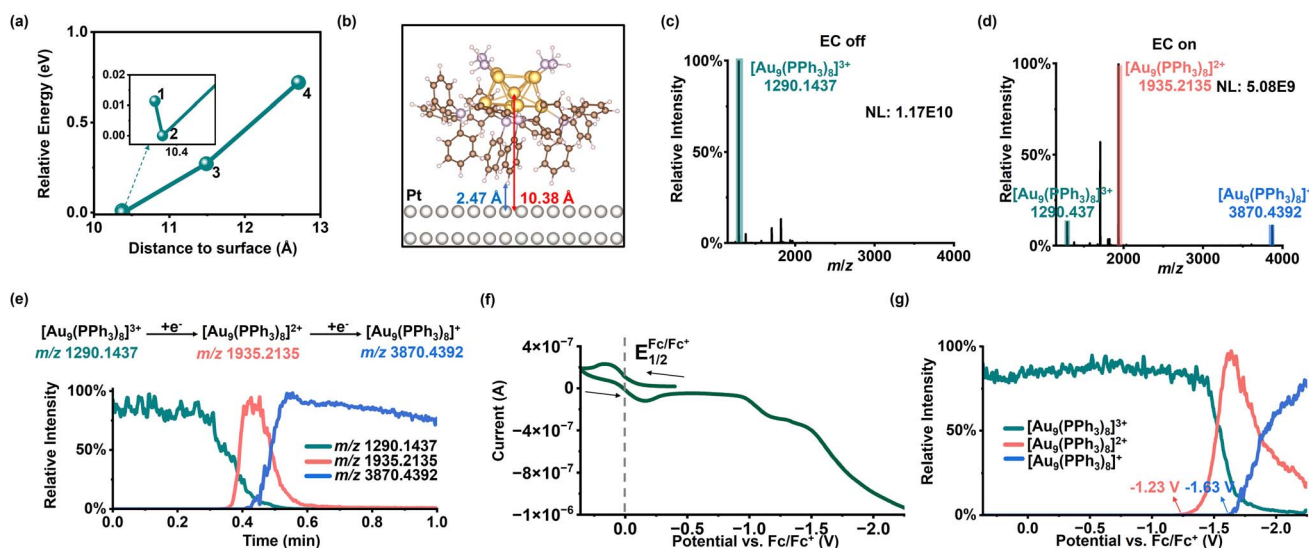 (a)
Relative Energy (eV)
1.0
0.5
0.0
0.02
0.01
0.00
10.4
1
2
3
4
10 11 12 13
Distance to surface (Å)
(b)
Pt
2.47 Å
10.38 Å
(c)
EC off
Relative Intensity
100%
50%
0%
[Au₉(PPh₃)₈]³⁺
1290.1437
NL: 1.17E10
2000 4000
m/z
(d)
EC on
Relative Intensity
100%
50%
0%
[Au₉(PPh₃)₈]²⁺
1935.2135 NL: 5.08E9
[Au₉(PPh₃)₈]³⁺
1290.437
[Au₉(PPh₃)₈]⁺
3870.4392
2000 4000
m/z
(e)
[Au₉(PPh₃)₈]³⁺ +e⁻ [Au₉(PPh₃)₈]²⁺ +e⁻ [Au₉(PPh₃)₈]⁺
m/z 1290.1437 m/z 1935.2135 m/z 3870.4392
Relative Intensity
100%
50%
0%
m/z 1290.1437
m/z 1935.2135
m/z 3870.4392
0.0 0.2 0.4 0.6 0.8 1.0
Time (min)
(f)
Current (A)
4×10⁻⁷
0
−4×10⁻⁷
−8×10⁻⁷
−1×10⁻⁶
E₁/₂^Fc/Fc⁺
0.0 −0.5 −1.0 −1.5 −2.0
Potential vs. Fc/Fc⁺ (V)
(g)
Relative Intensity
100%
50%
0%
[Au₉(PPh₃)₈]³⁺
[Au₉(PPh₃)₈]²⁺
[Au₉(PPh₃)₈]⁺
-1.23 V -1.63 V
0.0 −0.5 −1.0 −1.5 −2.0
Potential vs. Fc/Fc⁺ (V)